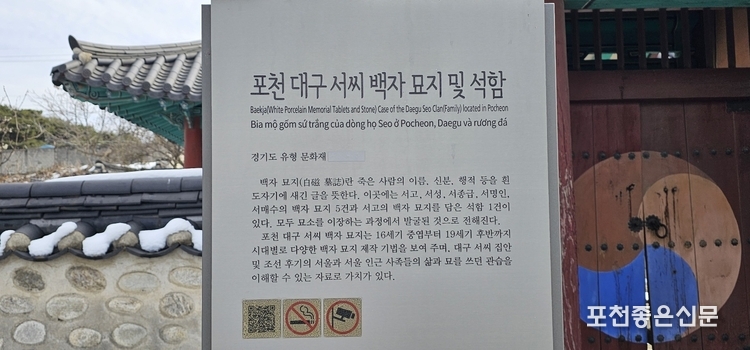 포천 대구 서씨 백자 묘지 및 석함
Baekja(White Porcelain Memorial Tablets and Stone) Case of the Daegu Seo Clan(Family) located in Pocheon
Bia mộ gốm sứ trắng của dòng họ Seo ở Pocheon, Daegu và rương đá
경기도 유형 문화재
백자 묘지(白磁 墓誌)란 죽은 사람의 이름, 신분, 행적 등을 흰
도자기에 새긴 글을 뜻한다. 이곳에는 서고, 서성, 서종급, 서명인,
서매수의 백자 묘지 5건과 서고의 백자 묘지를 담은 석함 1건이
있다. 모두 묘소를 이장하는 과정에서 발굴된 것으로 전해진다.
포천 대구 서씨 백자 묘지는 16세기 중엽부터 19세기 후반까지
시대별로 다양한 백자 묘지 제작 기법을 보여 주며, 대구 서씨 집안
및 조선 후기의 서울과 서울 인근 사족들의 삶과 묘를 쓰던 관습을
이해할 수 있는 자료로 가치가 있다.
포천좋은신문